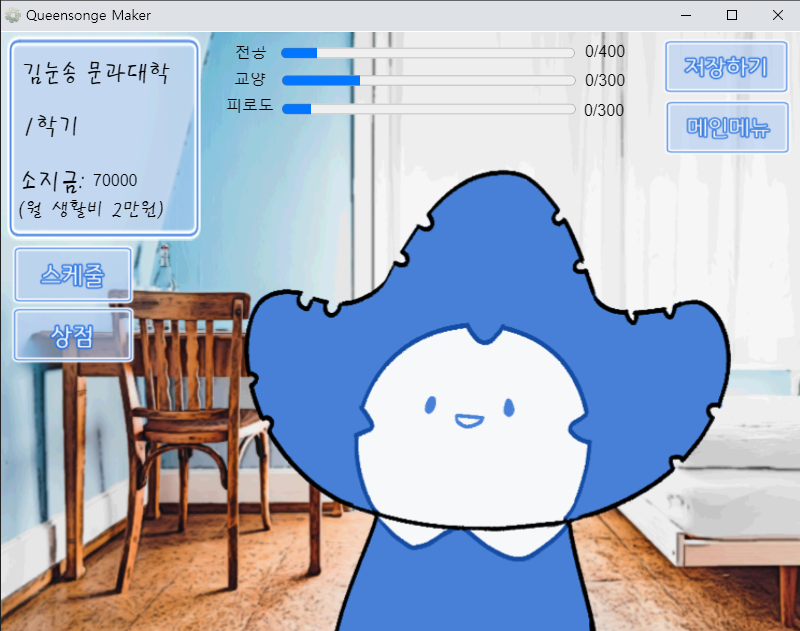 Queensonge Maker
김눈송 문과대학
1학기
소지금: 70000
(월 생활비 2만원)
전공 0/400
교양 0/300
피로도 0/300
저장하기
메인메뉴
스케줄
상점